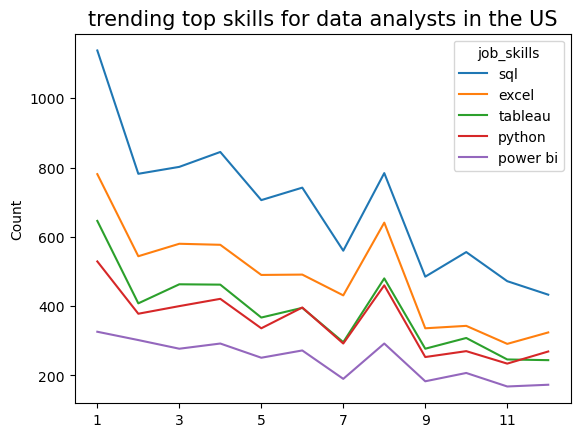 trending top skills for data analysts in the US
job_skills
sql
excel
tableau
python
power bi
Count
1000
800
600
400
200
1 3 5 7 9 11